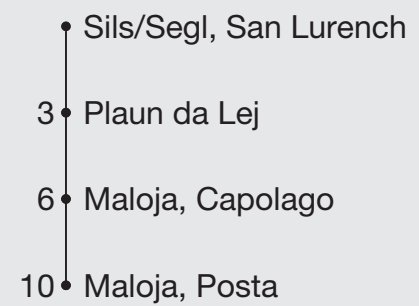 Sils/Segl, San Lurench
3 Plaun da Lej
6 Maloja, Capolago
10 Maloja, Posta